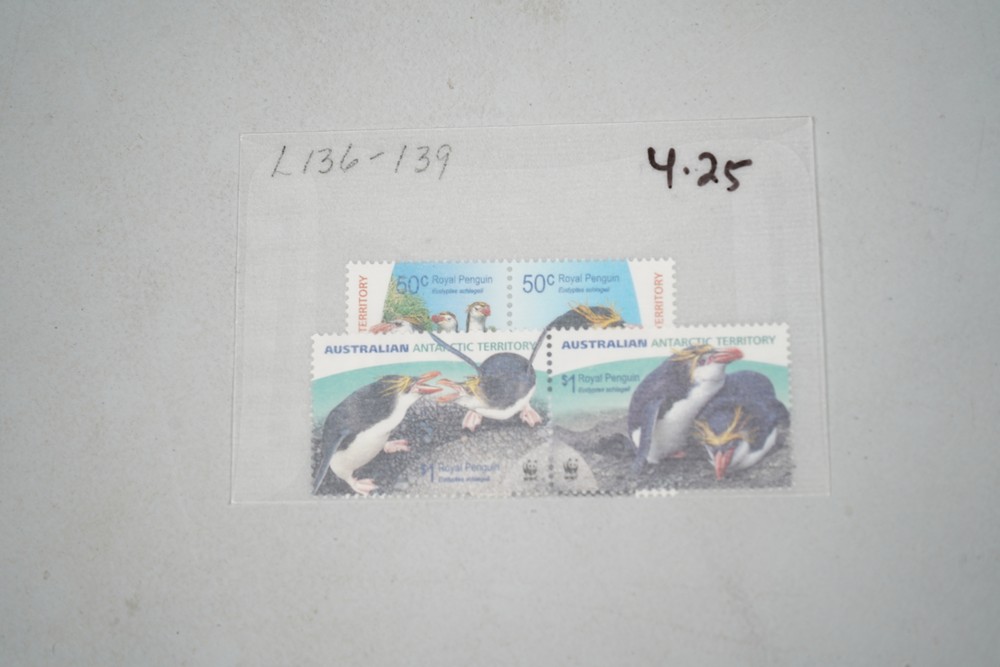 L136-139
4.25
TERRITORY
50c Royal Penguin
Eudyptes schlegeli
50c Royal Penguin
Eudyptes schlegeli
TERRITORY
AUSTRALIAN ANTARCTIC TERRITORY
AUSTRALIAN ANTARCTIC TERRITORY
$1 Royal Penguin
Eudyptes schlegeli
$1 Royal Penguin
Eudyptes schlegeli